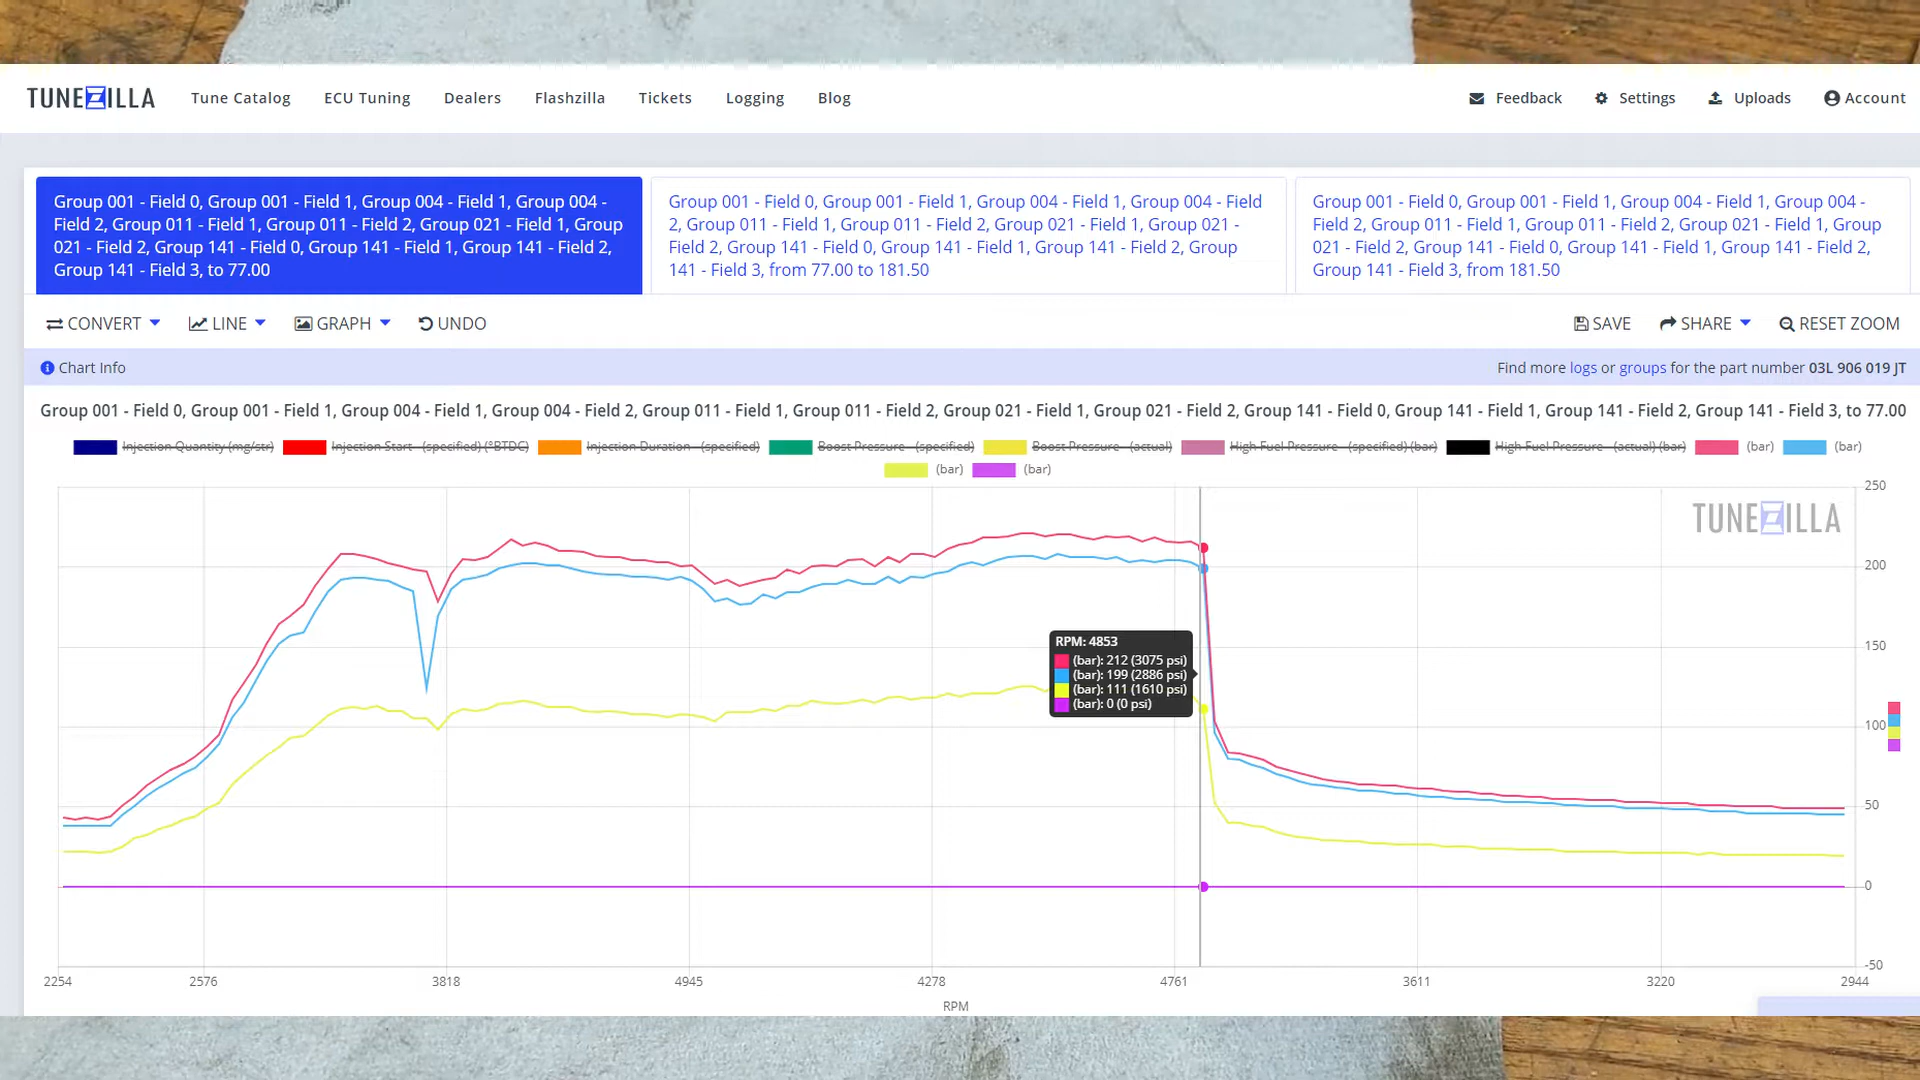 TUNEZILLA Tune Catalog ECU Tuning Dealers Flashzilla Tickets Logging Blog Feedback Settings Uploads Account
Group 001 - Field 0, Group 001 - Field 1, Group 004 - Field 1, Group 004 -
Field 2, Group 011 - Field 1, Group 011 - Field 2, Group 021 - Field 1, Group
021 - Field 2, Group 141 - Field 0, Group 141 - Field 1, Group 141 - Field 2,
Group 141 - Field 3, to 77.00
Group 001 - Field 0, Group 001 - Field 1, Group 004 - Field 1, Group 004 - Field
2, Group 011 - Field 1, Group 011 - Field 2, Group 021 - Field 1, Group 021 -
Field 2, Group 141 - Field 0, Group 141 - Field 1, Group 141 - Field 2, Group
141 - Field 3, from 77.00 to 181.50
Group 001 - Field 0, Group 001 - Field 1, Group 004 - Field 1, Group 004 -
Field 2, Group 011 - Field 1, Group 011 - Field 2, Group 021 - Field 1, Group
021 - Field 2, Group 141 - Field 0, Group 141 - Field 1, Group 141 - Field 2,
Group 141 - Field 3, from 181.50
CONVERT LINE GRAPH UNDO SAVE SHARE RESET ZOOM
Chart Info Find more logs or groups for the part number 03L 906 019 JT
Group 001 - Field 0, Group 001 - Field 1, Group 004 - Field 1, Group 004 - Field 2, Group 011 - Field 1, Group 011 - Field 2, Group 021 - Field 1, Group 021 - Field 2, Group 141 - Field 0, Group 141 - Field 1, Group 141 - Field 2, Group 141 - Field 3, to 77.00
Injection Quantity (mg/str) Injection Start - (specified) (°BTDC) Injection Duration - (specified) Boost Pressure - (specified) Boost Pressure - (actual) High Fuel Pressure - (specified) (bar) High Fuel Pressure - (actual) (bar) (bar) (bar)
(bar) (bar)
TUNEZILLA
250
200
150
100
50
0
-50
RPM: 4853
(bar): 212 (3075 psi)
(bar): 199 (2886 psi)
(bar): 111 (1610 psi)
(bar): 0 (0 psi)
2254 2576 3818 4945 4278 4761 3611 3220 2944
RPM